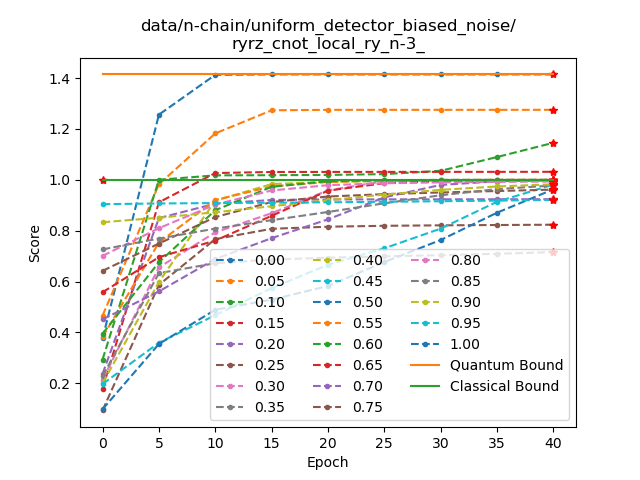 data/n-chain/uniform_detector_biased_noise/
ryrz_cnot_local_ry_n-3_
1.4
1.2
1.0
0.8
0.6
0.4
0.2
Score
0.00 0.40 0.80
0.05 0.45 0.85
0.10 0.50 0.90
0.15 0.55 0.95
0.20 0.60 1.00
0.25 0.65 Quantum Bound
0.30 0.70 Classical Bound
0.35 0.75
0 5 10 15 20 25 30 35 40
Epoch